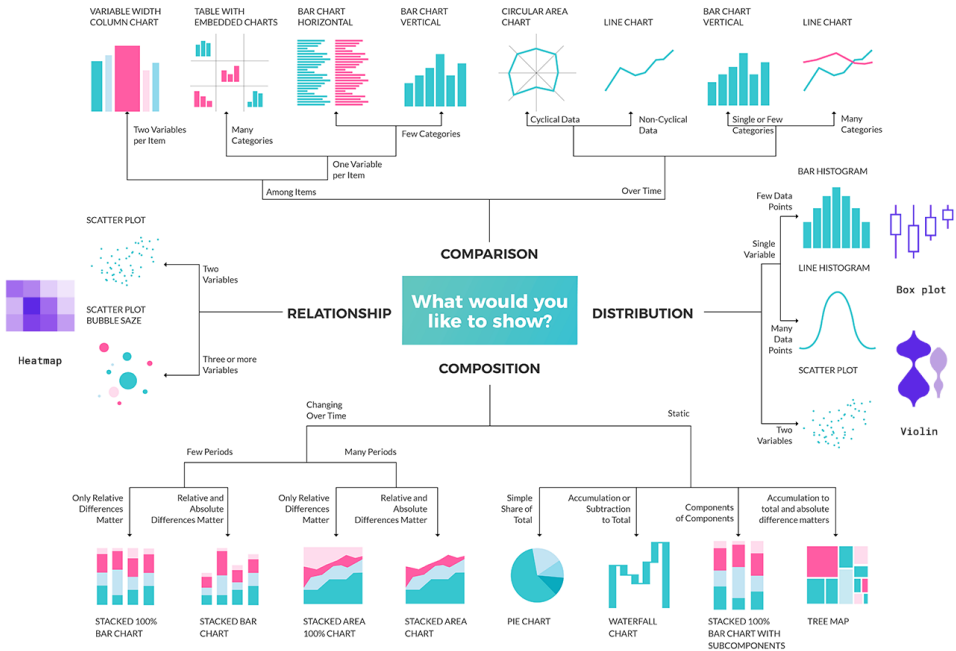 VARIABLE WIDTH
COLUMN CHART
TABLE WITH
EMBEDDED CHARTS
BAR CHART
HORIZONTAL
BAR CHART
VERTICAL
CIRCULAR AREA
CHART
LINE CHART
BAR CHART
VERTICAL
LINE CHART
Two Variables
per Item
Many
Categories
Few Categories
Cyclical Data
Non-Cyclical
Data
Single or Few
Categories
Many
Categories
One Variable
per Item
Among Items
Over Time
BAR HISTOGRAM
Few Data
Points
Single
Variable
LINE HISTOGRAM
Box plot
Many
Data
Points
SCATTER PLOT
Two
Variables
Violin
SCATTER PLOT
Two
Variables
SCATTER PLOT
BUBBLE SAZE
Heatmap
Three or more
Variables
COMPARISON
RELATIONSHIP
What would you
like to show?
DISTRIBUTION
COMPOSITION
Changing
Over Time
Static
Few Periods
Many Periods
Only Relative
Differences
Matter
Relative and
Absolute
Differences Matter
Only Relative
Differences
Matter
Relative and
Absolute
Differences Matter
Simple
Share of
Total
Accumulation or
Subtraction
to Total
Components
of Components
Accumulation to
total and absolute
difference matters
STACKED 100%
BAR CHART
STACKED BAR
CHART
STACKED AREA
100% CHART
STACKED AREA
CHART
PIE CHART
WATERFALL
CHART
STACKED 100%
BAR CHART WITH
SUBCOMPONENTS
TREE MAP